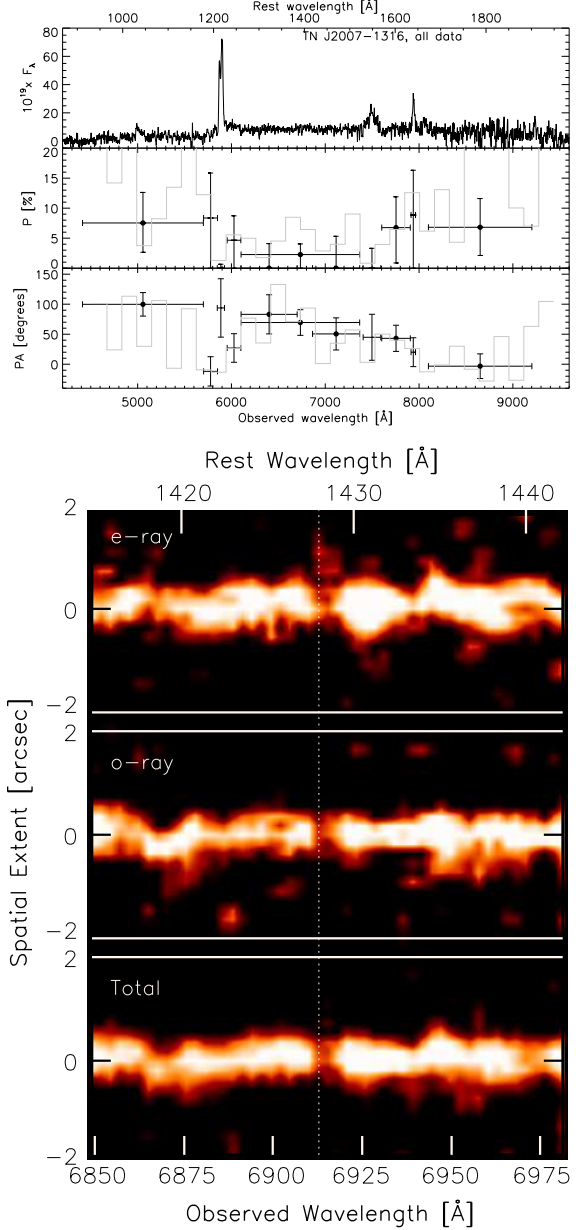 Rest wavelength [Å]
1000 1200 1400 1600 1800
TN J2007−1316, all data
80
60
40
20
0
10¹⁹x Fλ
20
15
10
5
0
P [%]
150
100
50
0
PA [degrees]
5000 6000 7000 8000 9000
Observed wavelength [Å]
Rest Wavelength [Å]
1420 1430 1440
2
e−ray
0
−2
2
o−ray
0
−2
2
Total
0
−2
Spatial Extent [arcsec]
6850 6875 6900 6925 6950 6975
Observed Wavelength [Å]